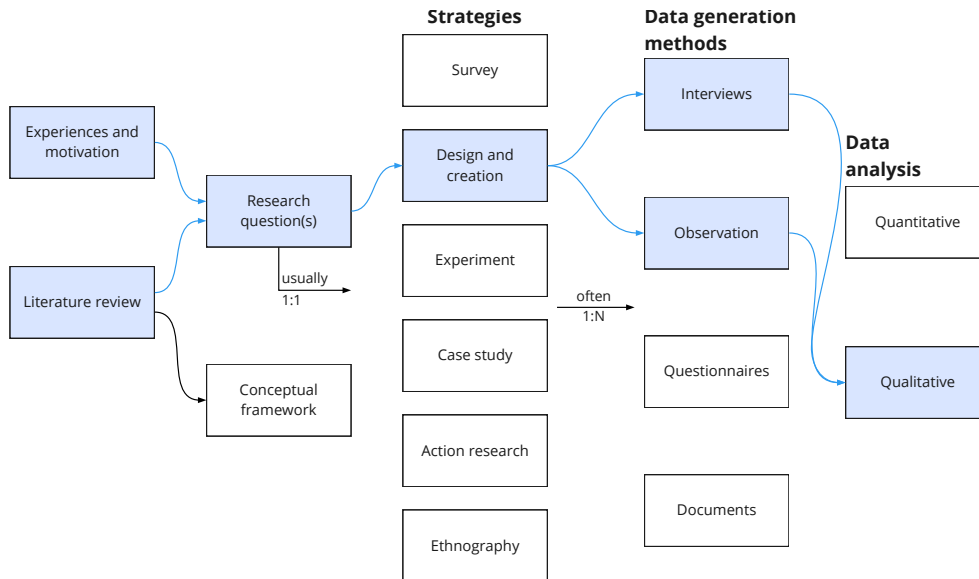 Experiences and
motivation
Literature review
Research
question(s)
usually
1:1
Conceptual
framework
Strategies
Survey
Design and
creation
Experiment
Case study
Action research
Ethnography
often
1:N
Data generation
methods
Interviews
Observation
Questionnaires
Documents
Data
analysis
Quantitative
Qualitative